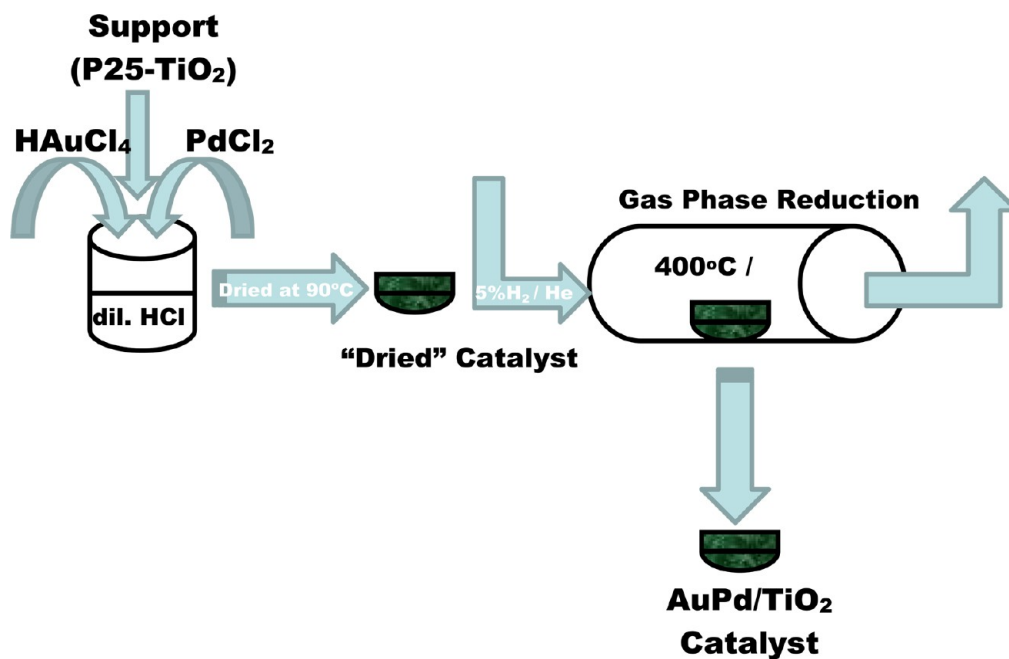 Support
(P25-TiO₂)
HAuCl₄
PdCl₂
dil. HCl
Dried at 90°C
“Dried” Catalyst
5%H₂ / He
Gas Phase Reduction
400°C /
AuPd/TiO₂
Catalyst